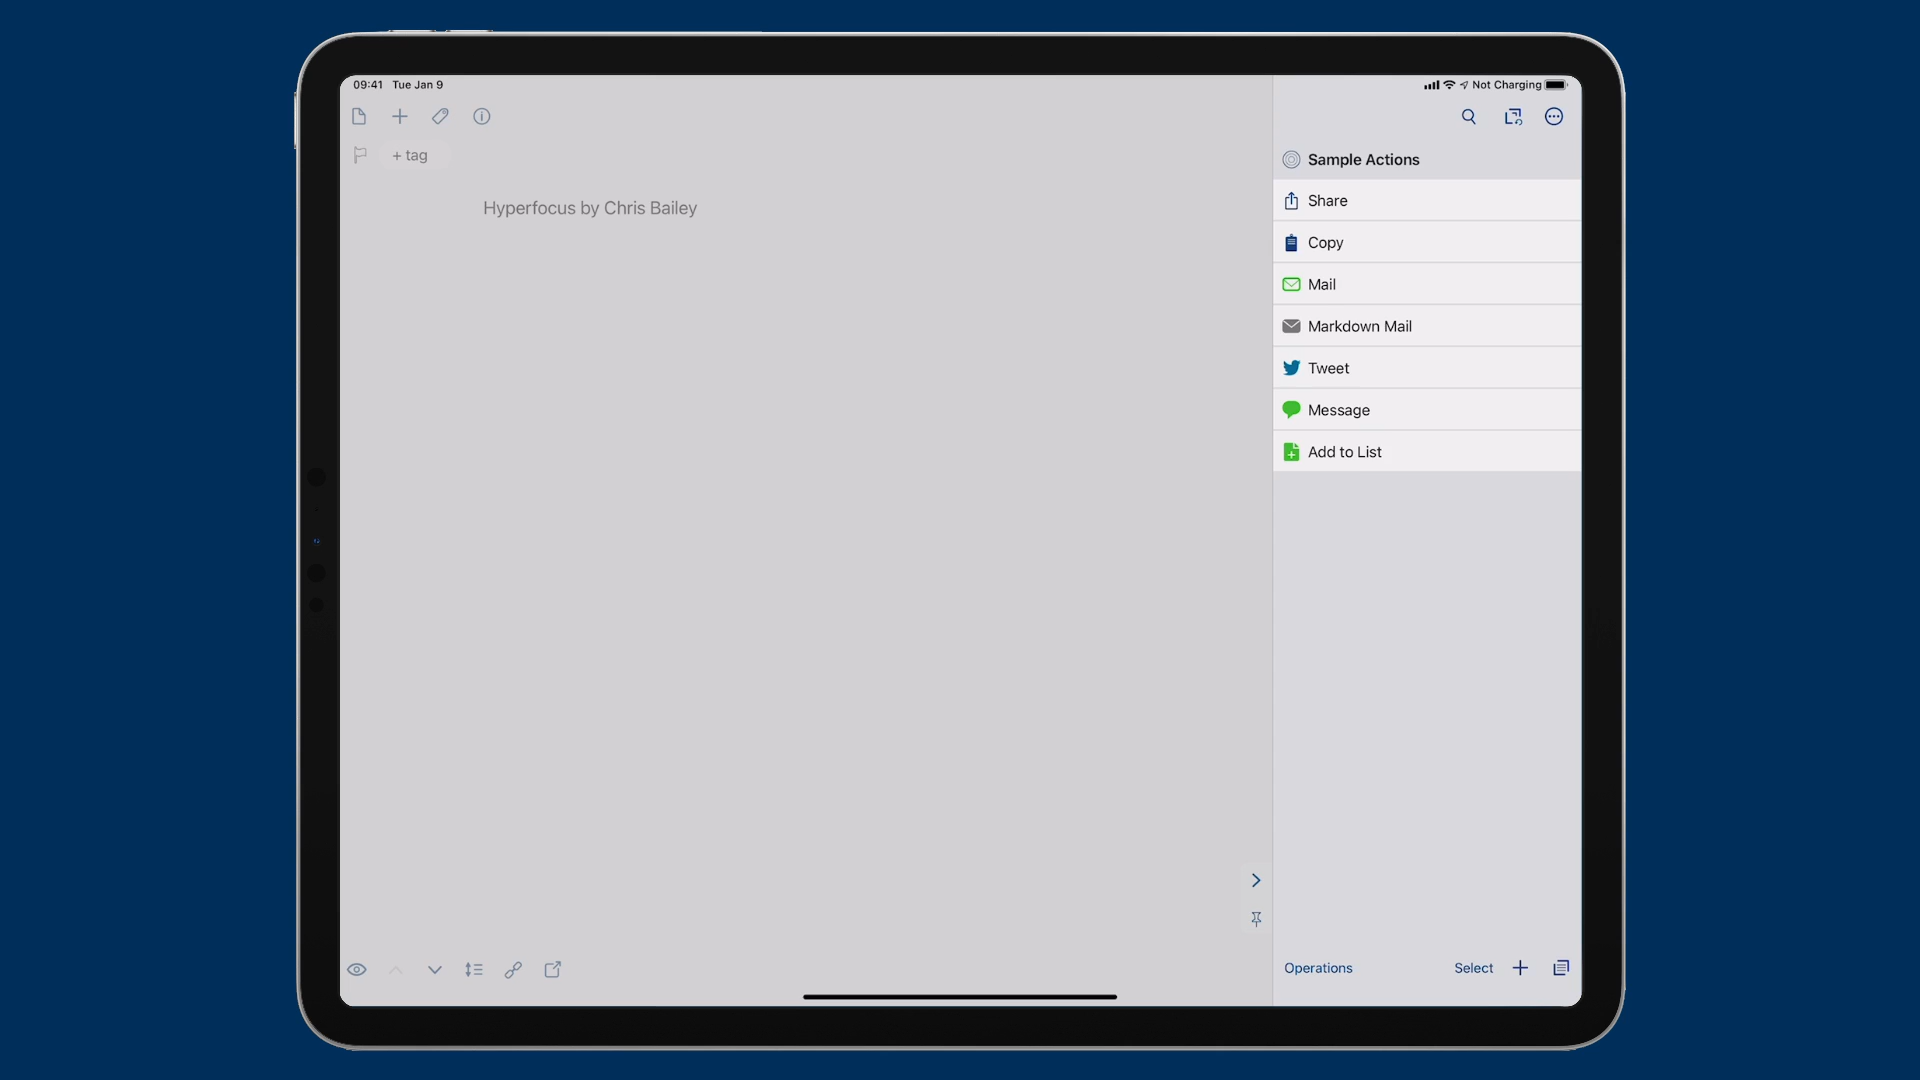 09:41 Tue Jan 9
Not Charging
+ tag
Hyperfocus by Chris Bailey
Sample Actions
Share
Copy
Mail
Markdown Mail
Tweet
Message
Add to List
Operations
Select